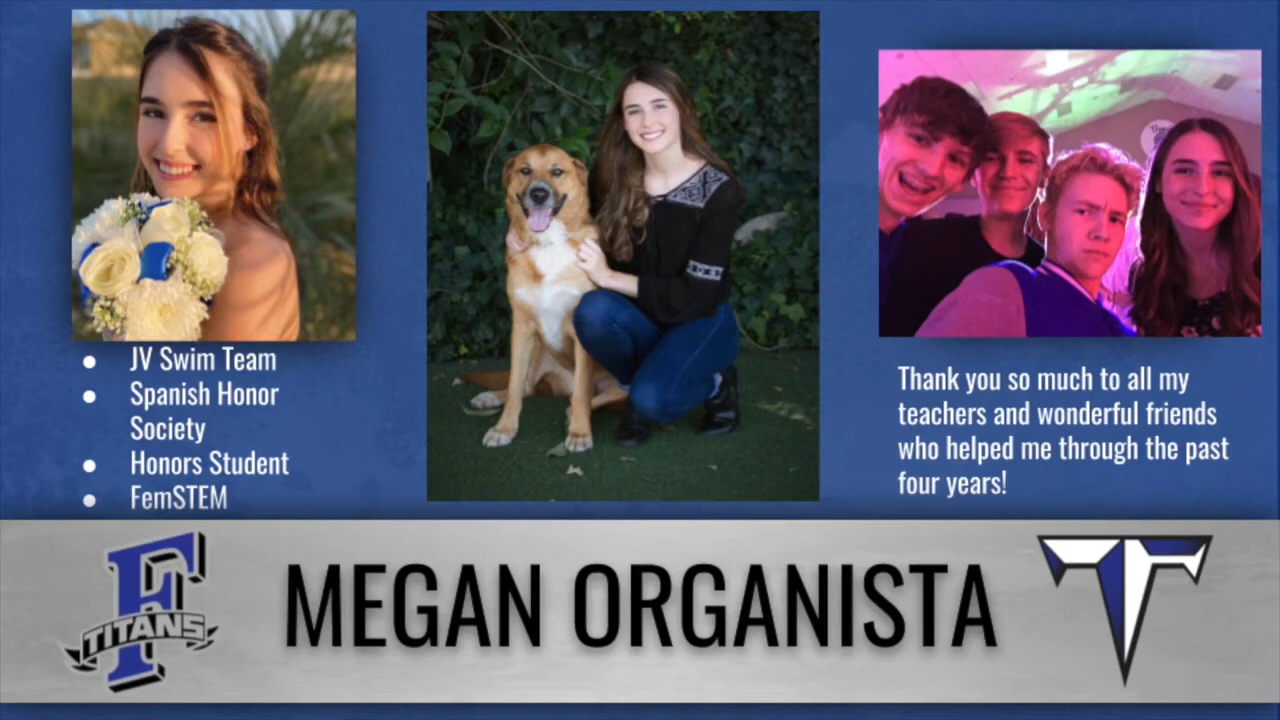 JV Swim Team
Spanish Honor
Society
Honors Student
FemSTEM
Thank you so much to all my
teachers and wonderful friends
who helped me through the past
four years!
F
TITANS
MEGAN ORGANISTA
T